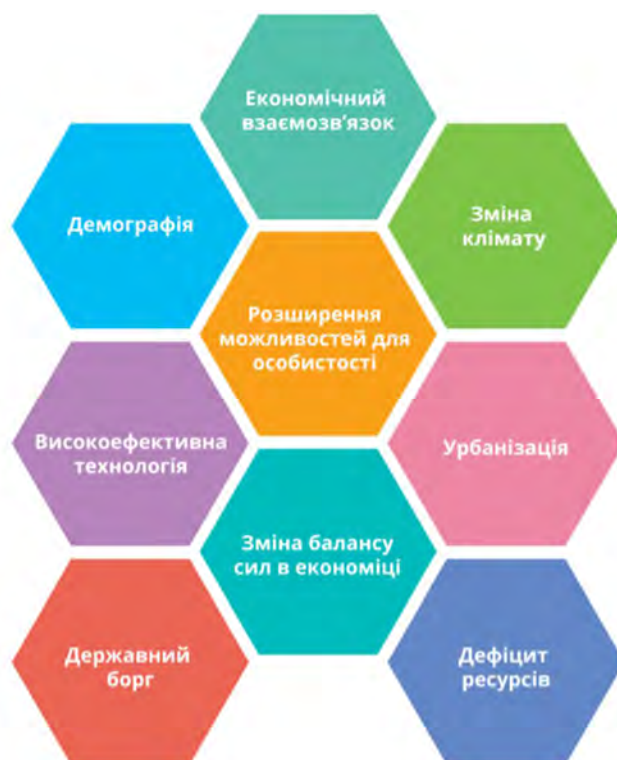 Економічний
взаємозв'язок
Демографія
Зміна
клімату
Розширення
можливостей для
особистості
Високоефективна
технологія
Урбанізація
Зміна балансу
сил в економіці
Державний
борг
Дефіцит
ресурсів